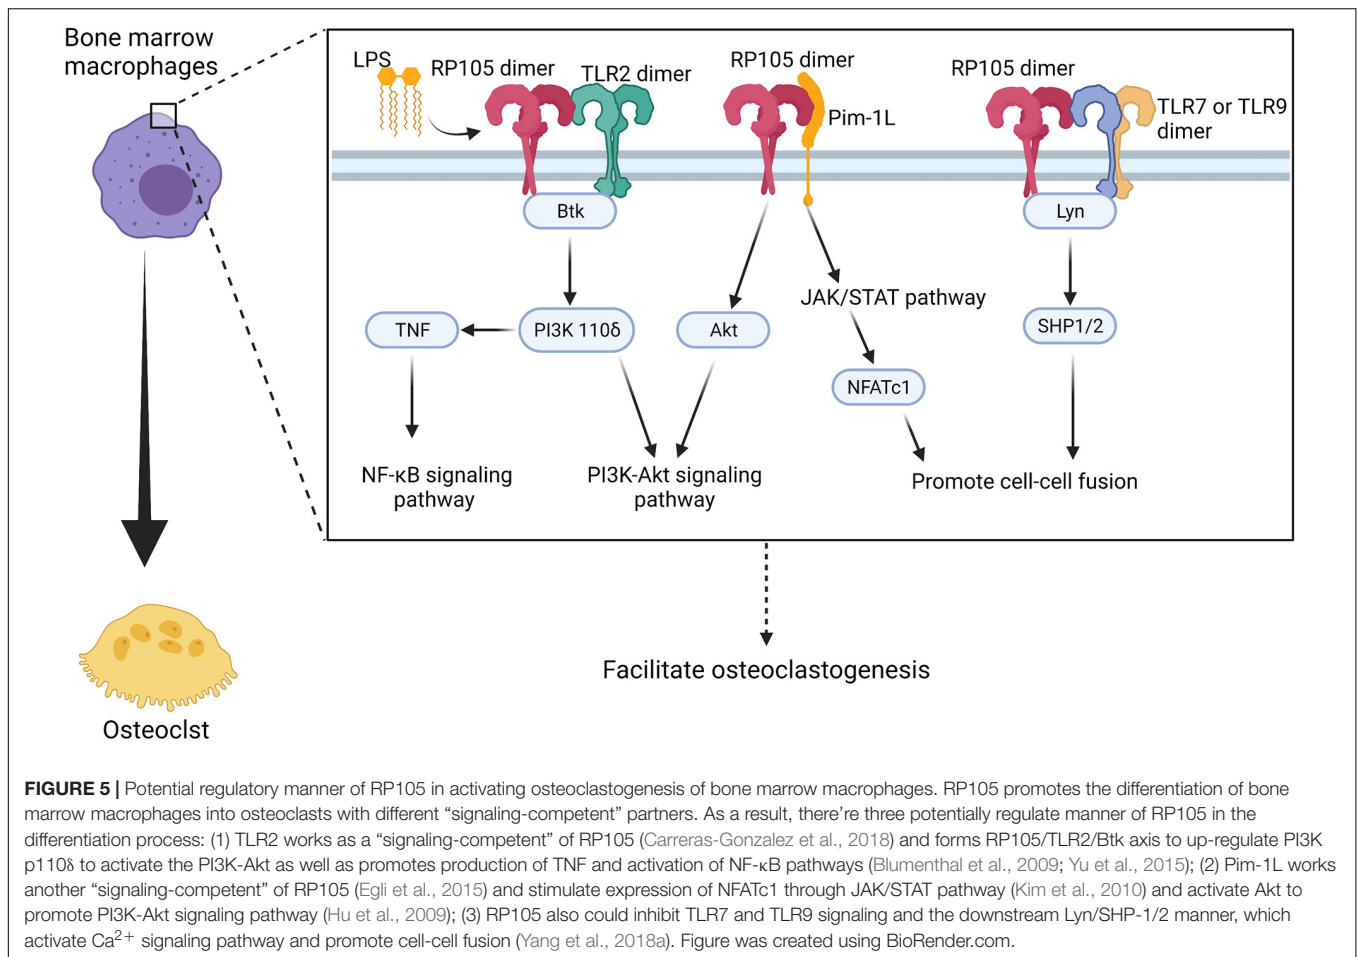 Bone marrow
macrophages
LPS
RP105 dimer
TLR2 dimer
RP105 dimer
Pim-1L
RP105 dimer
TLR7 or TLR9
dimer
Btk
Lyn
JAK/STAT pathway
TNF
PI3K 110δ
Akt
SHP1/2
NFATc1
NF-κB signaling
pathway
PI3K-Akt signaling
pathway
Promote cell-cell fusion
Facilitate osteoclastogenesis
Osteoclst
FIGURE 5 | Potential regulatory manner of RP105 in activating osteoclastogenesis of bone marrow macrophages. RP105 promotes the differentiation of bone
marrow macrophages into osteoclasts with different “signaling-competent” partners. As a result, there’re three potentially regulate manner of RP105 in the
differentiation process: (1) TLR2 works as a “signaling-competent” of RP105 (Carreras-Gonzalez et al., 2018) and forms RP105/TLR2/Btk axis to up-regulate PI3K
p110δ to activate the PI3K-Akt as well as promotes production of TNF and activation of NF-κB pathways (Blumenthal et al., 2009; Yu et al., 2015); (2) Pim-1L works
another “signaling-competent” of RP105 (Egli et al., 2015) and stimulate expression of NFATc1 through JAK/STAT pathway (Kim et al., 2010) and activate Akt to
promote PI3K-Akt signaling pathway (Hu et al., 2009); (3) RP105 also could inhibit TLR7 and TLR9 signaling and the downstream Lyn/SHP-1/2 manner, which
activate Ca2+ signaling pathway and promote cell-cell fusion (Yang et al., 2018a). Figure was created using BioRender.com.